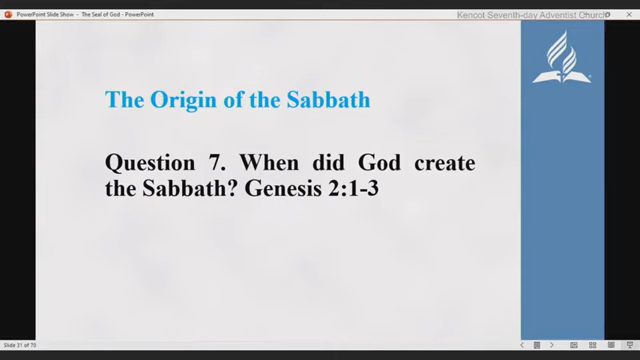 PowerPoint Slide Show - The Seal of God - PowerPoint
Kencot Seventh-day Adventist Church
The Origin of the Sabbath
Question 7. When did God create
the Sabbath? Genesis 2:1-3
Slide 31 of 70